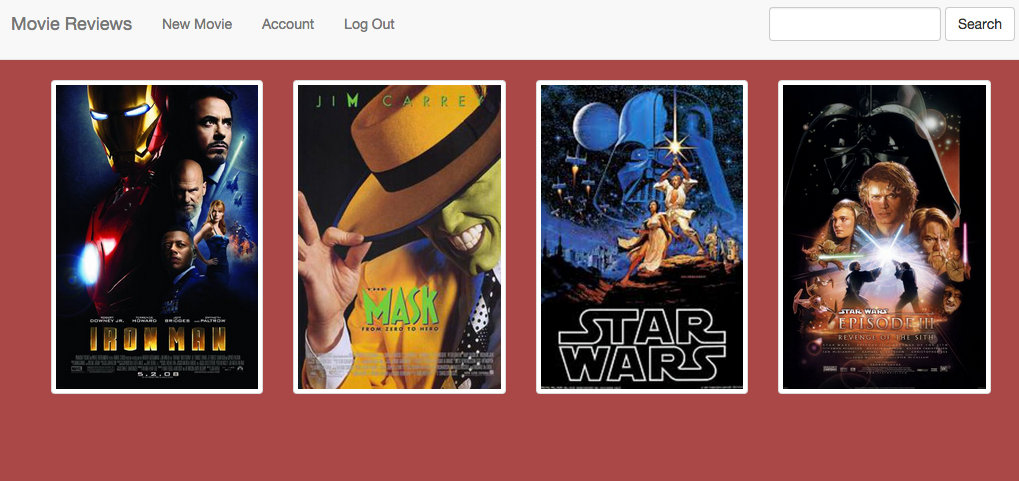 Movie Reviews
New Movie
Account
Log Out
Search
ROBERT DOWNEY JR.
TERRENCE HOWARD
JEFF BRIDGES
GWYNETH PALTROW
IRON MAN
5.2.08
JIM CARREY
THE
MASK
FROM ZERO TO HERO
STAR
WARS
STAR WARS
EPISODE III
REVENGE OF THE SITH